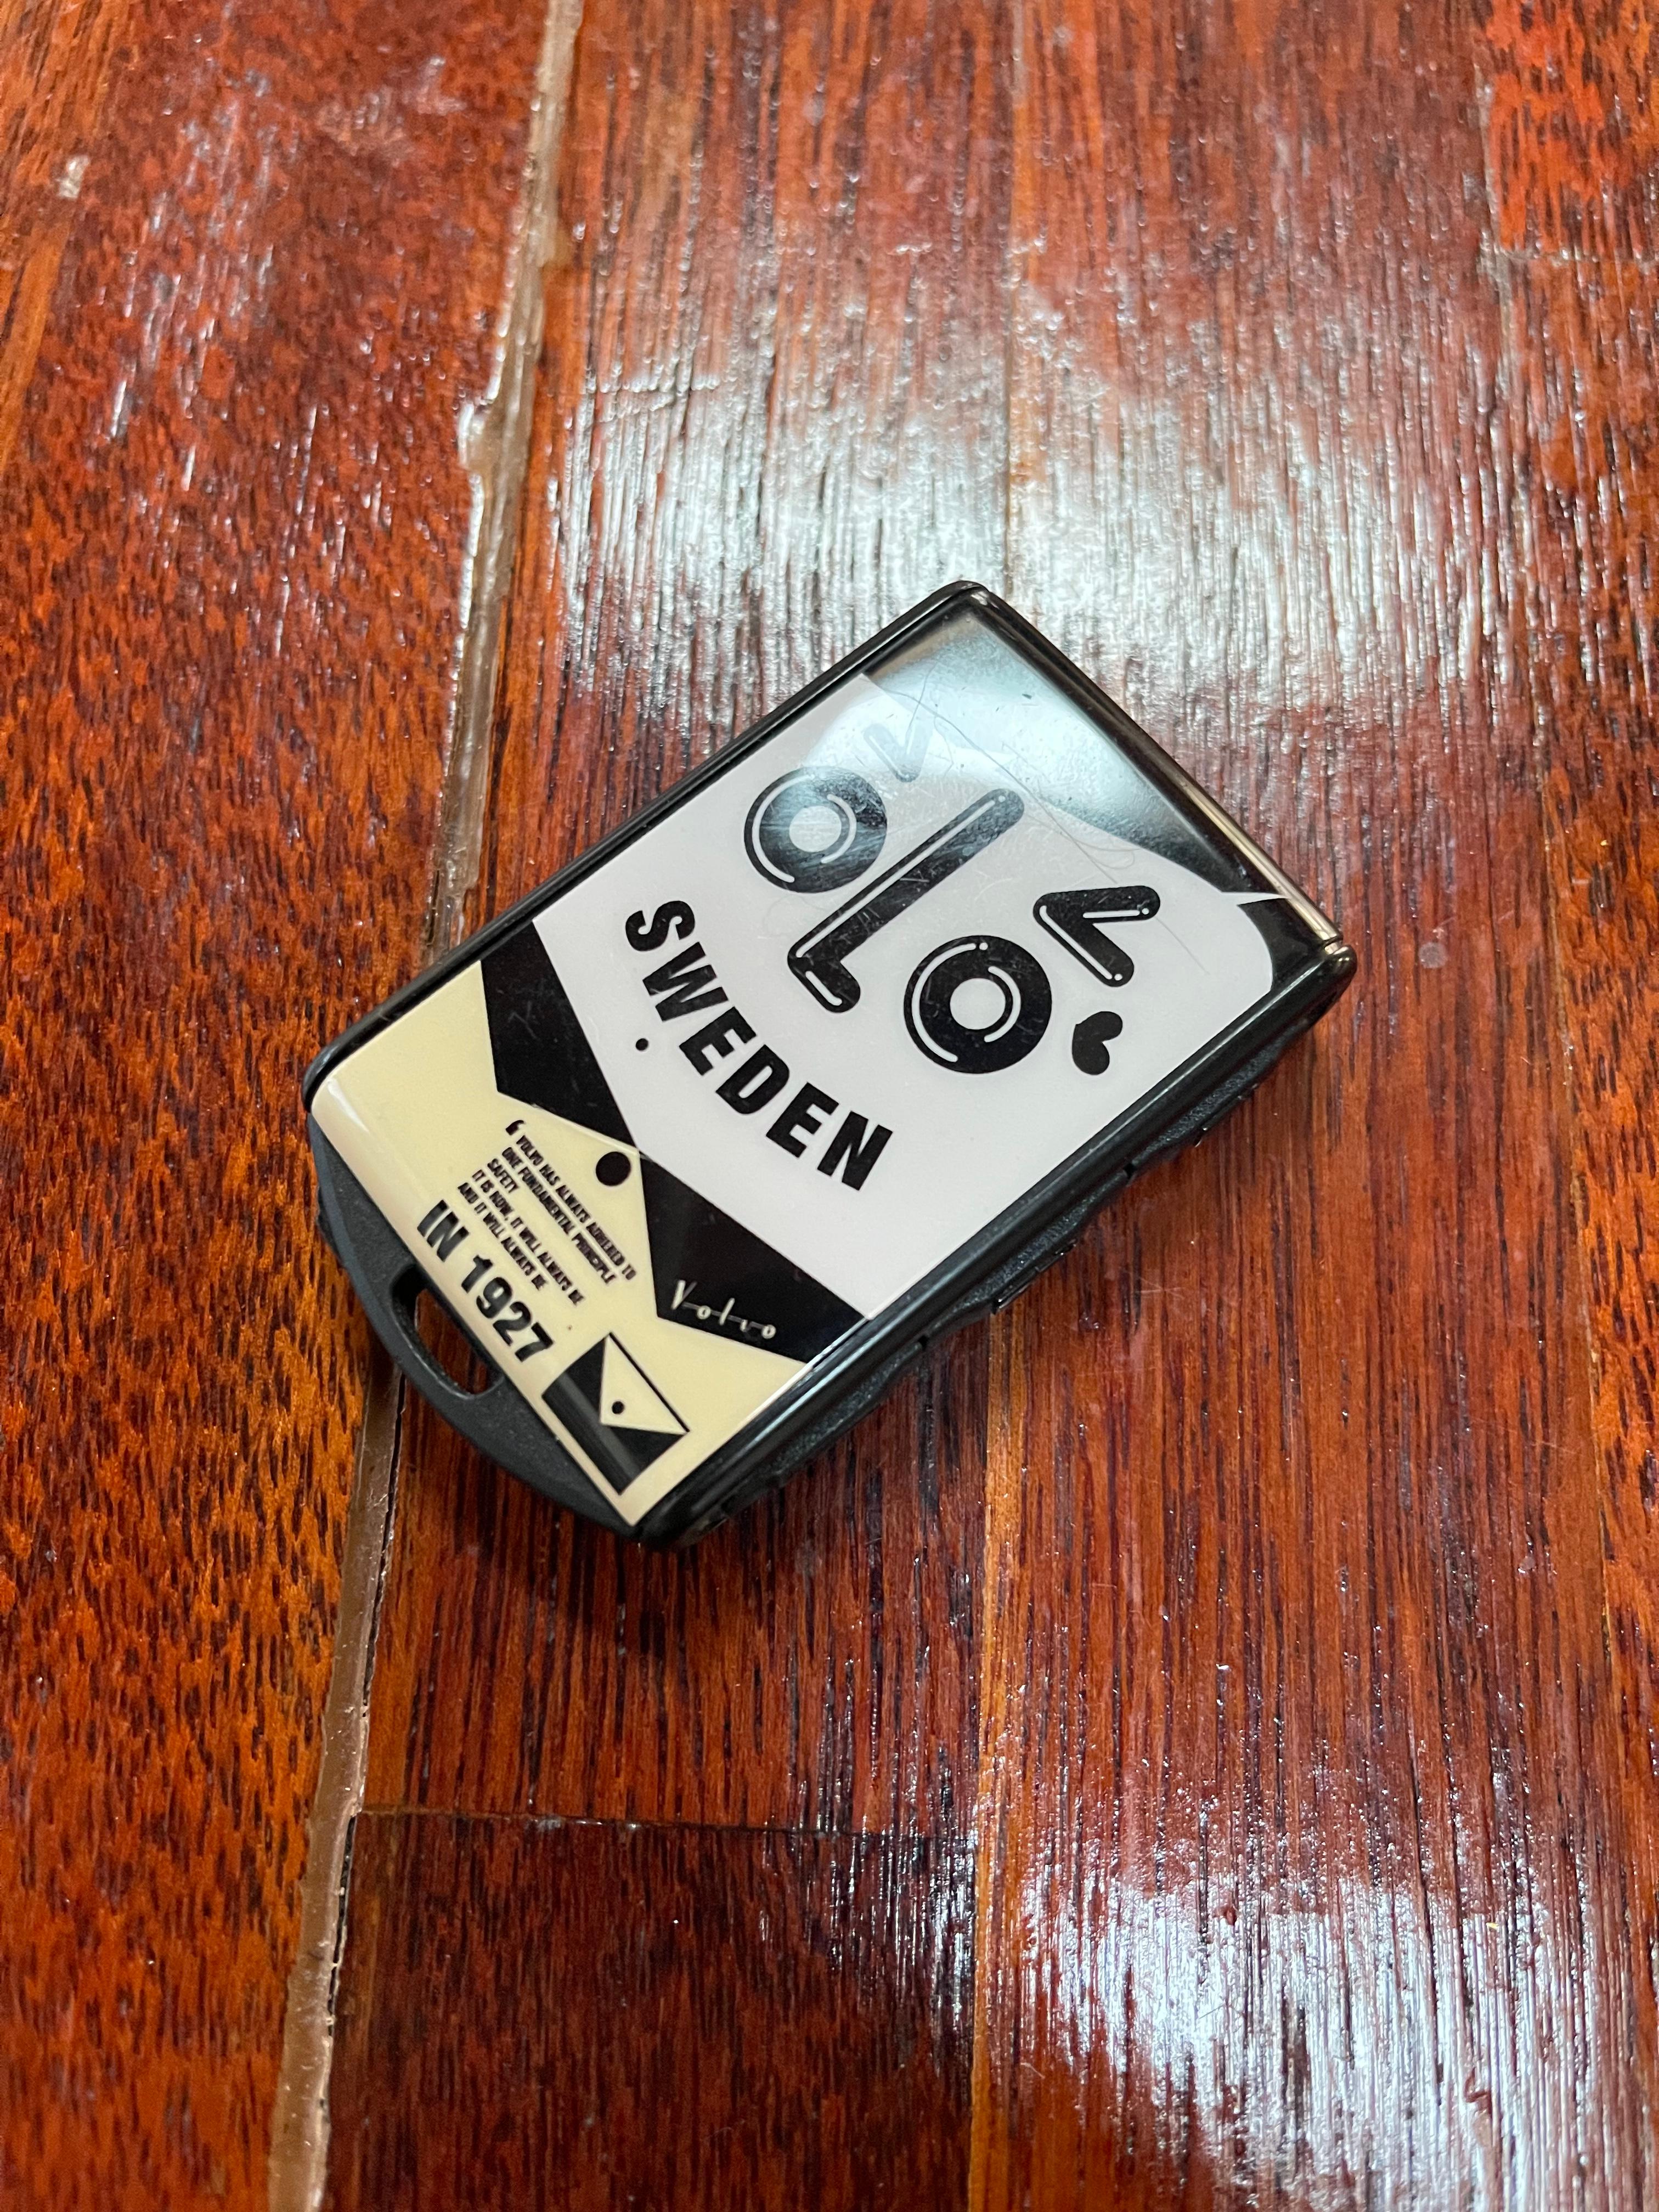 VOLVO
SWEDEN
Volvo
‘ VOLVO HAS ALWAYS ADHERED TO
ONE FUNDAMENTAL PRINCIPLE
SAFETY
IT IS NOW, IT WILL ALWAYS BE
AND IT WILL ALWAYS BE
IN 1927